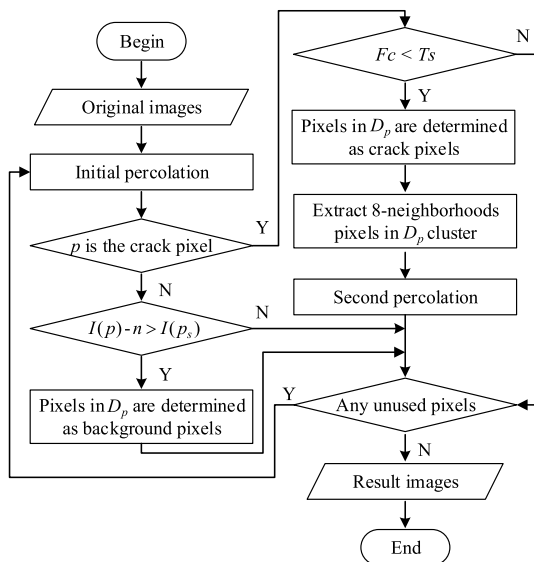 Begin
Original images
Initial percolation
p is the crack pixel
Y
N
I(p)-n > I(pₛ)
N
Y
Pixels in Dₚ are determined
as background pixels
Fc < Ts
N
Y
Pixels in Dₚ are determined
as crack pixels
Extract 8-neighborhoods
pixels in Dₚ cluster
Second percolation
Y
Any unused pixels
N
Result images
End